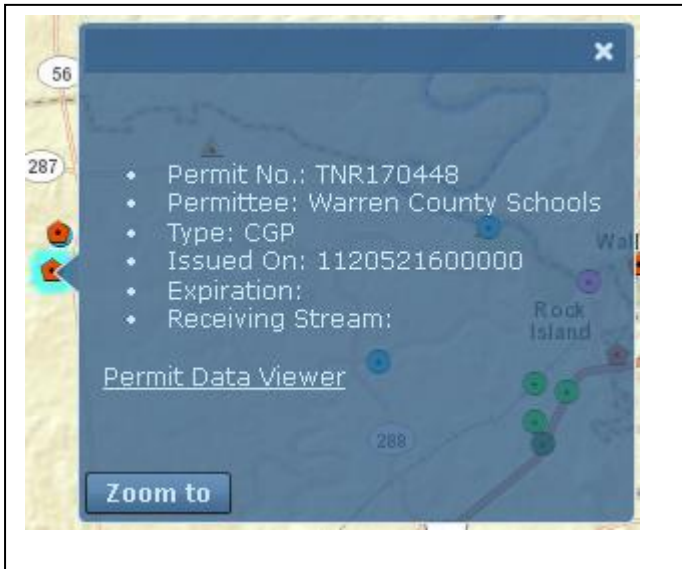 56
287
Permit No.: TNR170448
Permittee: Warren County Schools
Type: CGP
Issued On: 1120521600000
Expiration:
Receiving Stream:
Permit Data Viewer
Rock
Island
288
Zoom to